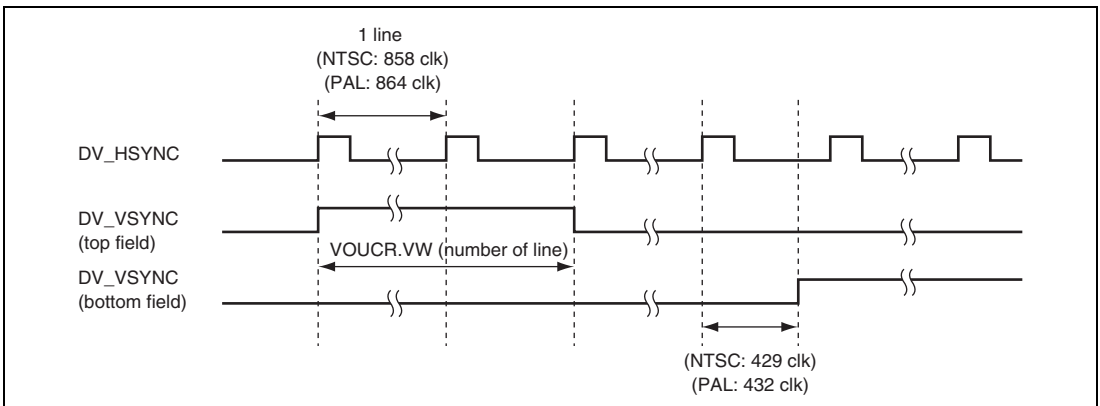 1 line
(NTSC: 858 clk)
(PAL: 864 clk)
DV_HSYNC
DV_VSYNC
(top field)
VOUCR.VW (number of line)
DV_VSYNC
(bottom field)
(NTSC: 429 clk)
(PAL: 432 clk)